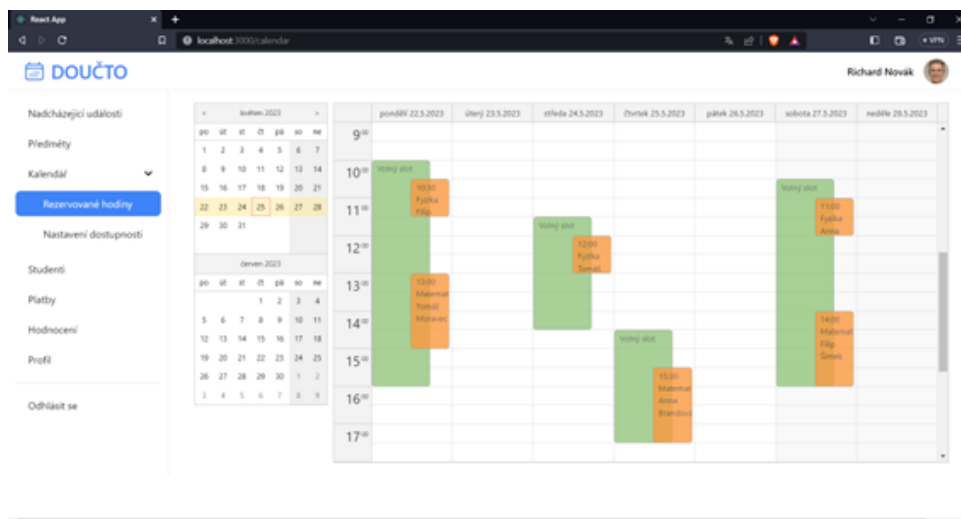 React App
localhost:3000/calendar
VPN
DOUČTO
Richard Novák
Nadcházející události
Předměty
Kalendář
Rezervované hodiny
Nastavení dostupnosti
Studenti
Platby
Hodnocení
Profil
Odhlásit se
< květen 2023 >
po út st čt pá so ne
1 2 3 4 5 6 7
8 9 10 11 12 13 14
15 16 17 18 19 20 21
22 23 24 25 26 27 28
29 30 31
červen 2023
po út st čt pá so ne
1 2 3 4
5 6 7 8 9 10 11
12 13 14 15 16 17 18
19 20 21 22 23 24 25
26 27 28 29 30 1 2
3 4 5 6 7 8 9
pondělí 22.5.2023 úterý 23.5.2023 středa 24.5.2023 čtvrtek 25.5.2023 pátek 26.5.2023 sobota 27.5.2023 neděle 28.5.2023
9 00
10 00
11 00
12 00
13 00
14 00
15 00
16 00
17 00
Volný slot
10:30
Fyzika
Filip
13:00
Matemat
Tomáš
Moravec
Volný slot
12:00
Fyzika
Tomáš
Volný slot
15:30
Matemat
Anna
Brandová
Volný slot
11:00
Fyzika
Anna
14:00
Matemat
Filip
Šimek